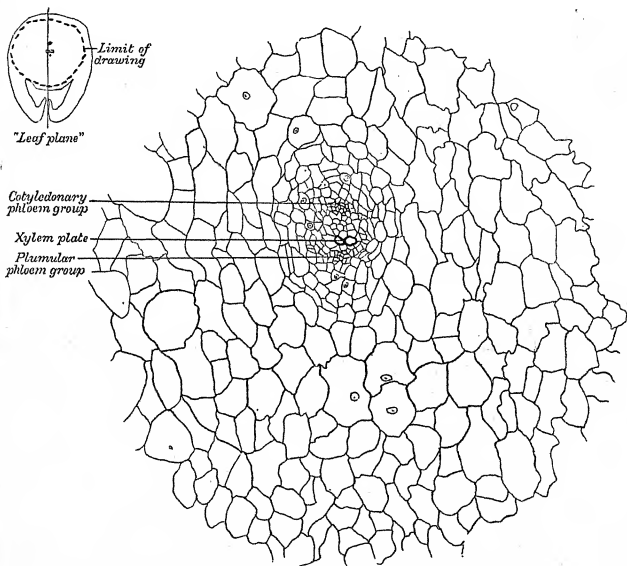 Limit of
drawing
"Leaf plane"
Cotyledonary
phloem group
Xylem plate
Plumular
phloem group